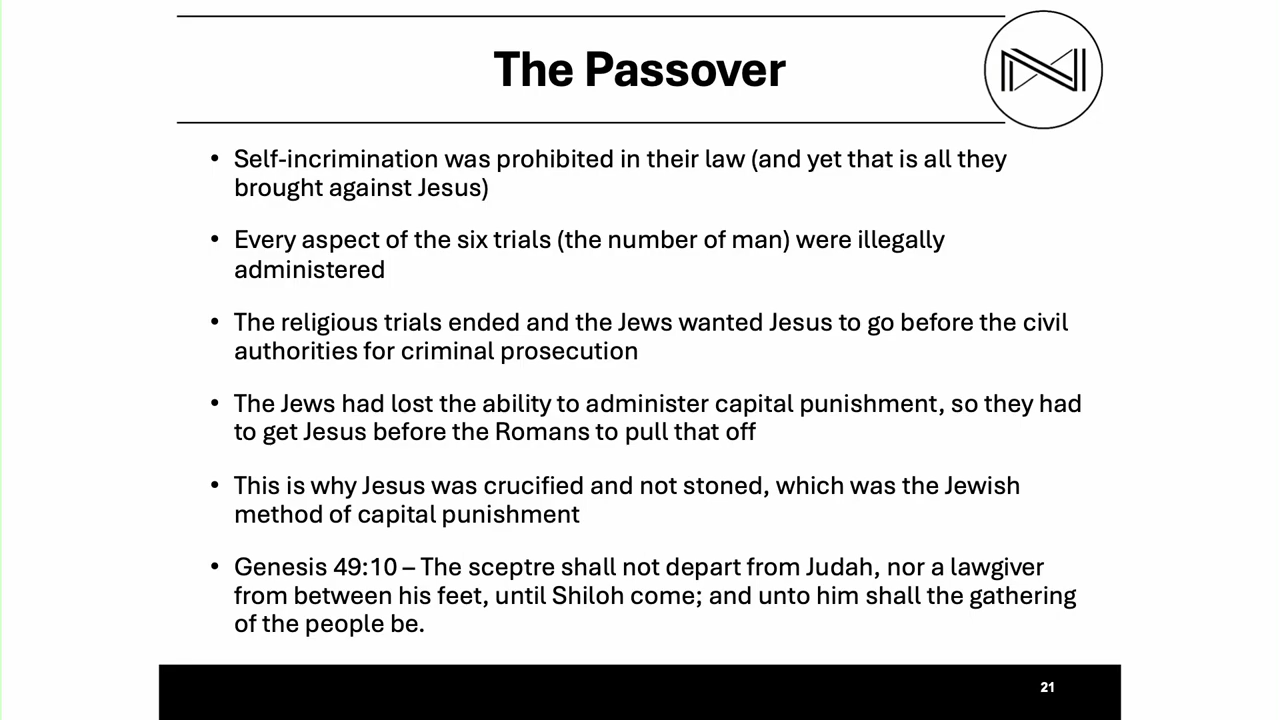 The Passover
• Self-incrimination was prohibited in their law (and yet that is all they
brought against Jesus)
• Every aspect of the six trials (the number of man) were illegally
administered
• The religious trials ended and the Jews wanted Jesus to go before the civil
authorities for criminal prosecution
• The Jews had lost the ability to administer capital punishment, so they had
to get Jesus before the Romans to pull that off
• This is why Jesus was crucified and not stoned, which was the Jewish
method of capital punishment
• Genesis 49:10 – The sceptre shall not depart from Judah, nor a lawgiver
from between his feet, until Shiloh come; and unto him shall the gathering
of the people be.
21